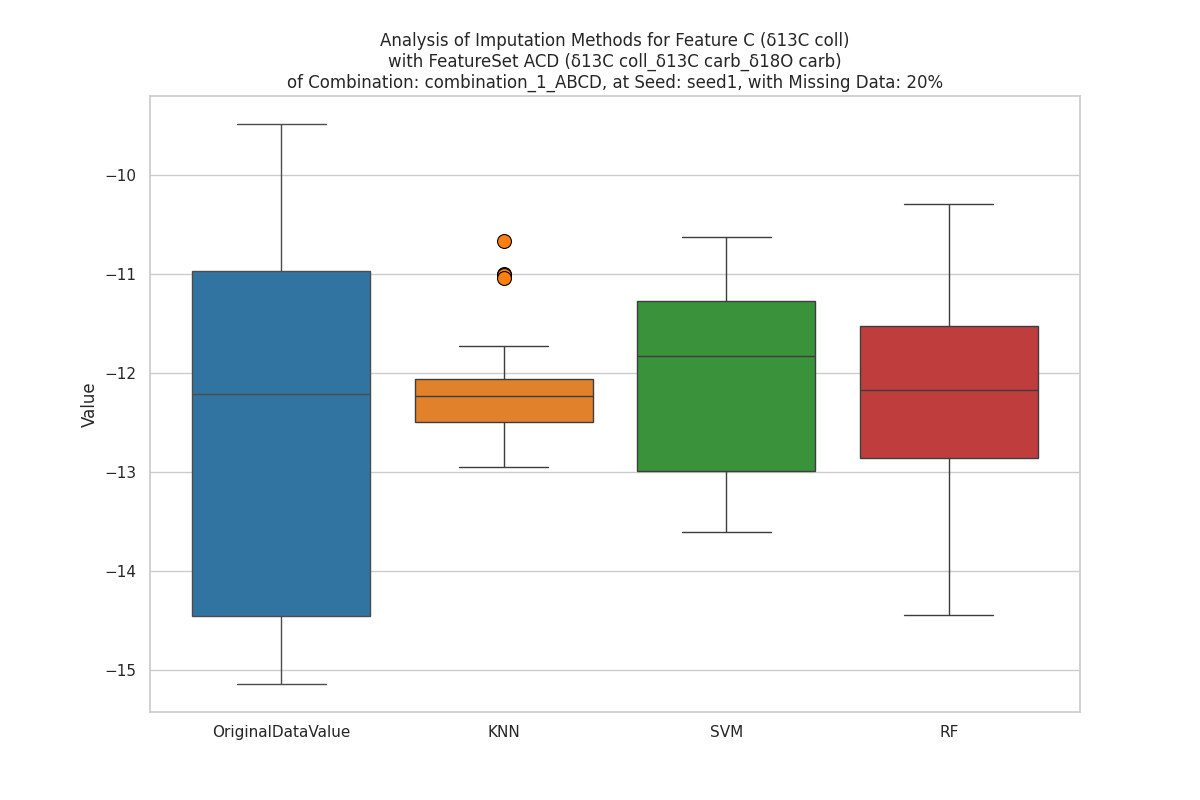 Analysis of Imputation Methods for Feature C (δ13C coll)
with FeatureSet ACD (δ13C coll_δ13C carb_δ18O carb)
of Combination: combination_1_ABCD, at Seed: seed1, with Missing Data: 20%
Value
−10
−11
−12
−13
−14
−15
OriginalDataValue
KNN
SVM
RF